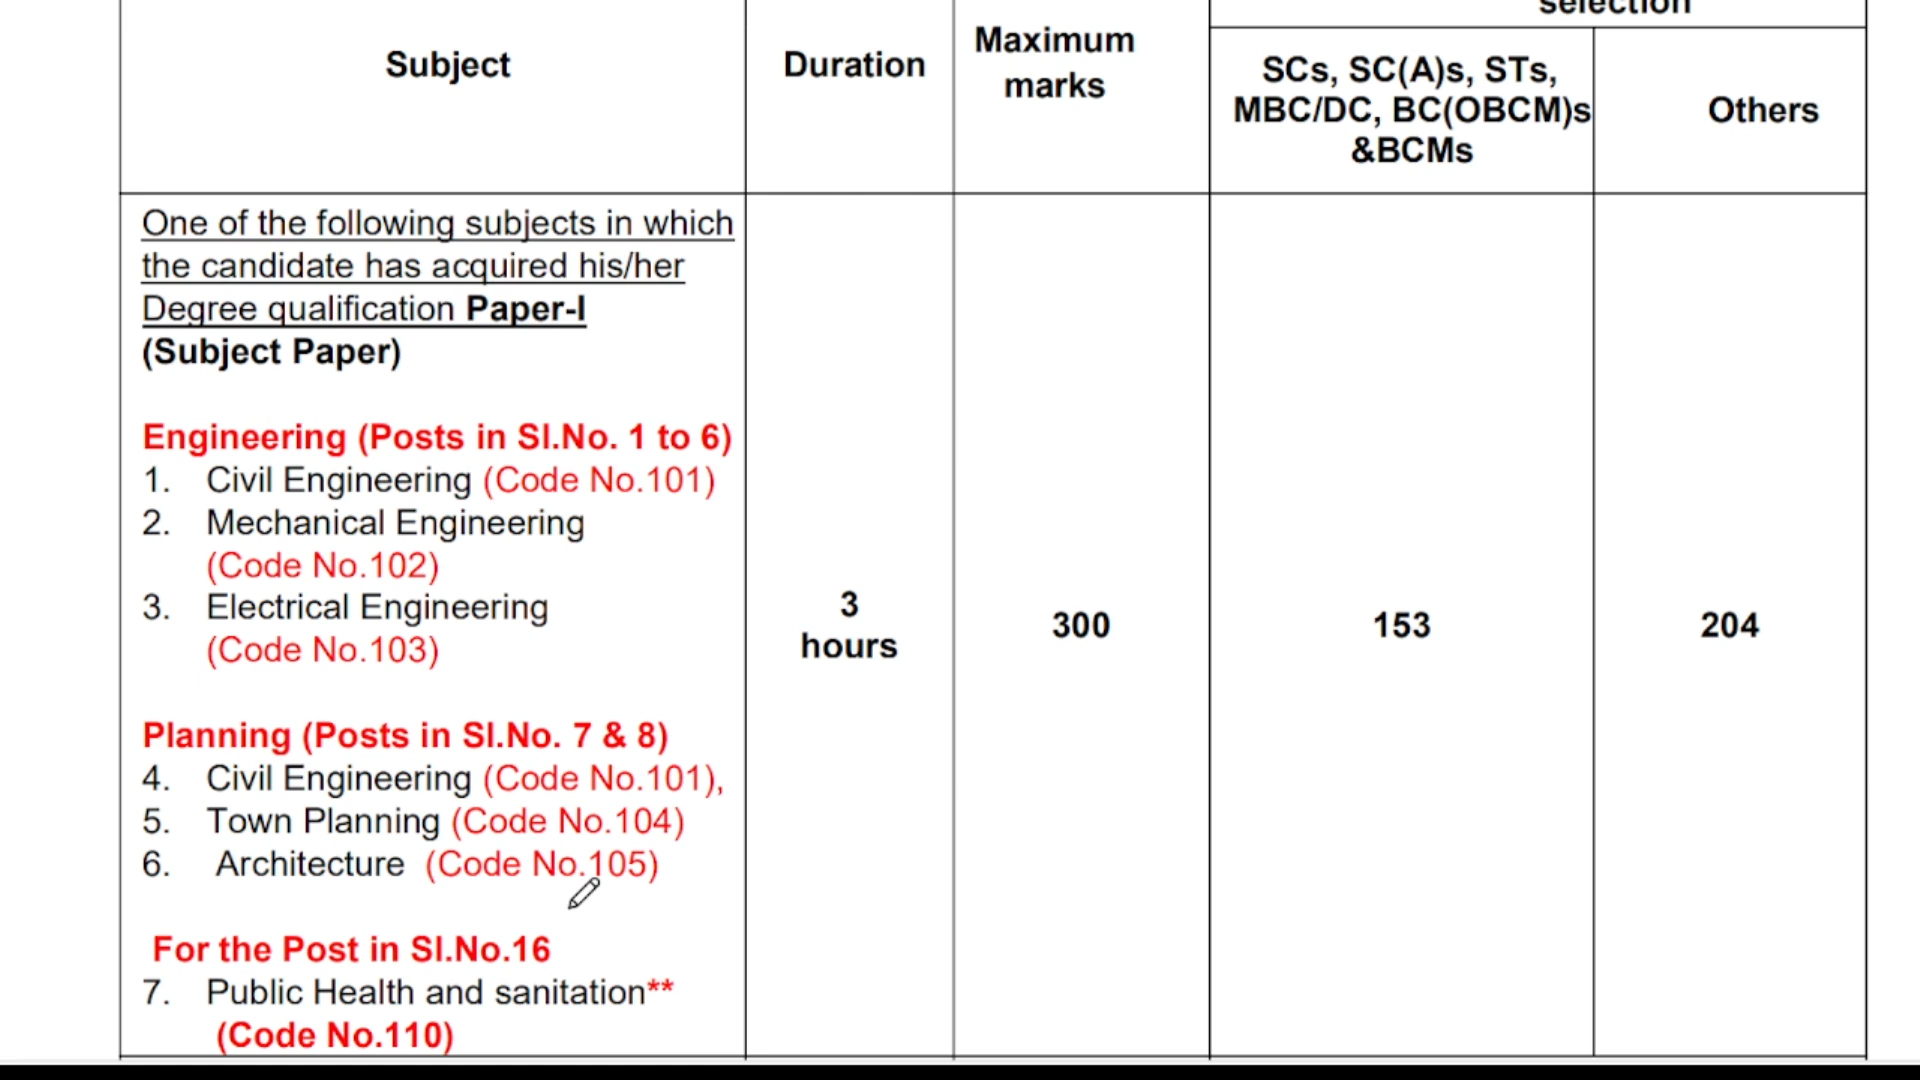 selection
Subject
Duration
Maximum
marks
SCs, SC(A)s, STs,
MBC/DC, BC(OBCM)s
&BCMs
Others
One of the following subjects in which
the candidate has acquired his/her
Degree qualification Paper-I
(Subject Paper)
Engineering (Posts in Sl.No. 1 to 6)
1. Civil Engineering (Code No.101)
2. Mechanical Engineering
(Code No.102)
3. Electrical Engineering
(Code No.103)
Planning (Posts in Sl.No. 7 & 8)
4. Civil Engineering (Code No.101),
5. Town Planning (Code No.104)
6. Architecture (Code No.105)
For the Post in Sl.No.16
7. Public Health and sanitation**
(Code No.110)
3
hours
300
153
204